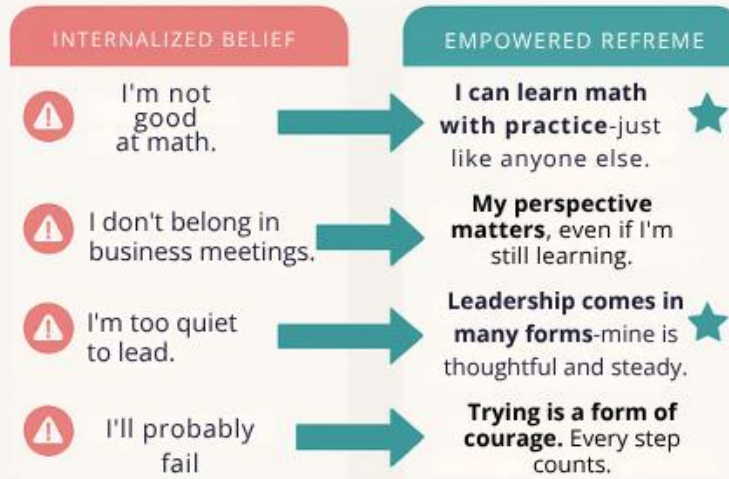 INTERNALIZED BELIEF
EMPOWERED REFREME
I'm not
good
at math.
I can learn math
with practice-just
like anyone else.
I don't belong in
business meetings.
My perspective
matters, even if I'm
still learning.
I'm too quiet
to lead.
Leadership comes in
many forms-mine is
thoughtful and steady.
I'll probably
fail
Trying is a form of
courage. Every step
counts.